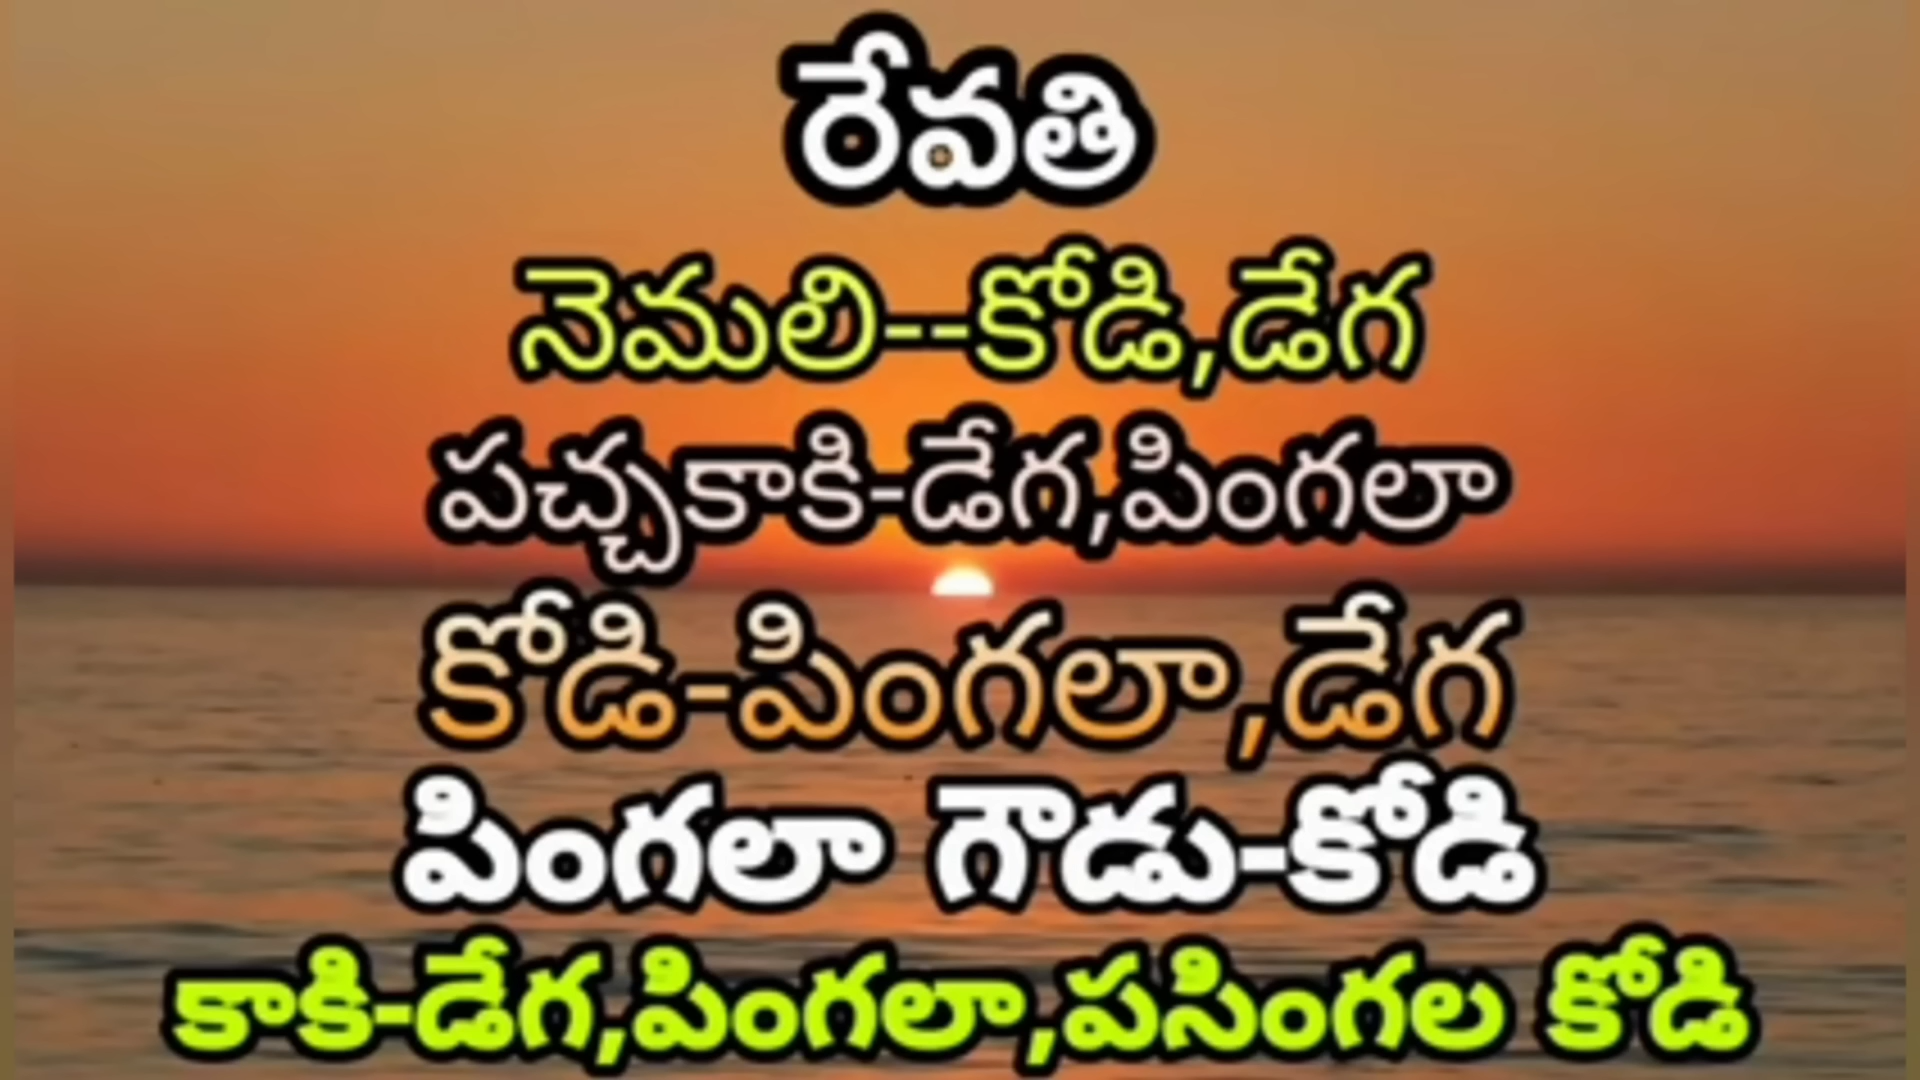 రేవతి
నెమలి--కోడి,డేగ
పచ్చకాకి-డేగ,పింగలా
కోడి-పింగలా,డేగ
పింగలా గౌడు-కోడి
కాకి-డేగ,పింగలా,పసింగల కోడి